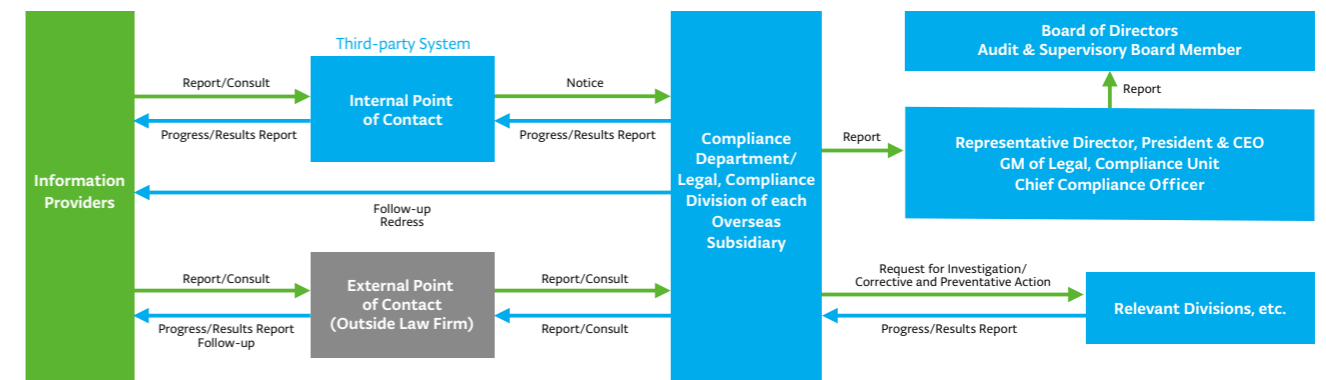 Information
Providers
Report/Consult
Progress/Results Report
Third-party System
Internal Point
of Contact
Notice
Progress/Results Report
Follow-up
Redress
Report/Consult
Progress/Results Report
Follow-up
External Point
of Contact
(Outside Law Firm)
Report/Consult
Report/Consult
Compliance
Department/
Legal, Compliance
Division of each
Overseas
Subsidiary
Report
Board of Directors
Audit & Supervisory Board Member
Report
Representative Director, President & CEO
GM of Legal, Compliance Unit
Chief Compliance Officer
Request for Investigation/
Corrective and Preventative Action
Progress/Results Report
Relevant Divisions, etc.